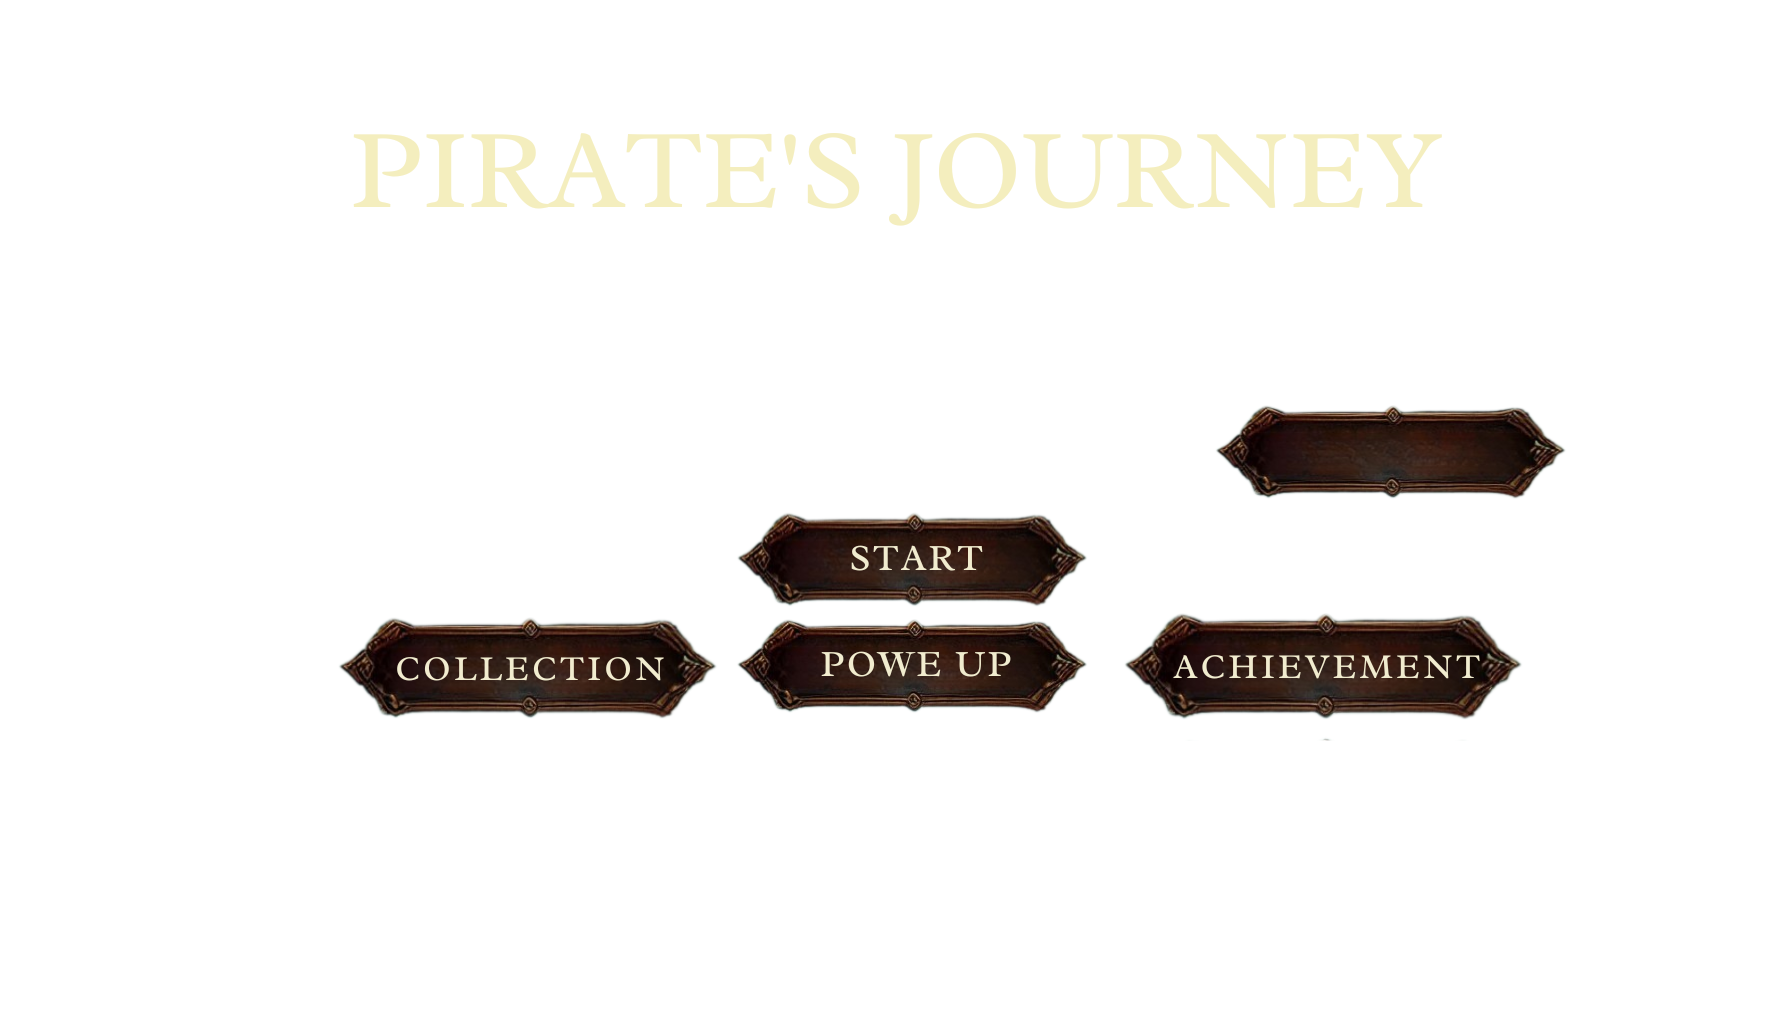 PIRATE'S JOURNEY
START
COLLECTION
POWE UP
ACHIEVEMENT